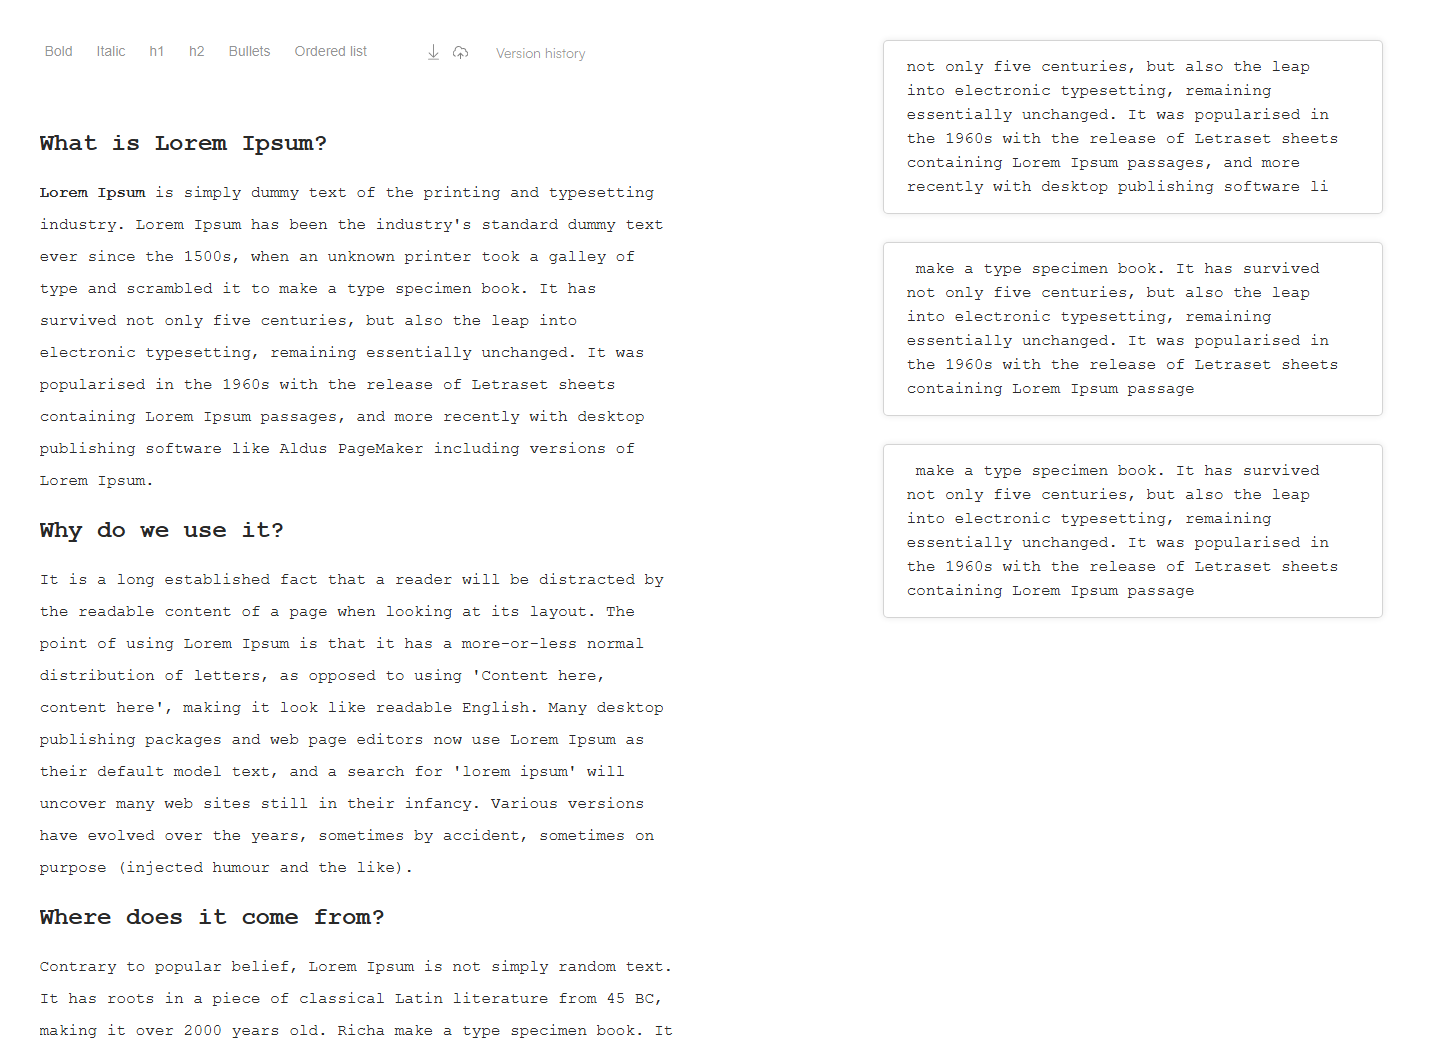 Bold Italic h1 h2 Bullets Ordered list Version history
What is Lorem Ipsum?
Lorem Ipsum is simply dummy text of the printing and typesetting
industry. Lorem Ipsum has been the industry's standard dummy text
ever since the 1500s, when an unknown printer took a galley of
type and scrambled it to make a type specimen book. It has
survived not only five centuries, but also the leap into
electronic typesetting, remaining essentially unchanged. It was
popularised in the 1960s with the release of Letraset sheets
containing Lorem Ipsum passages, and more recently with desktop
publishing software like Aldus PageMaker including versions of
Lorem Ipsum.
Why do we use it?
It is a long established fact that a reader will be distracted by
the readable content of a page when looking at its layout. The
point of using Lorem Ipsum is that it has a more-or-less normal
distribution of letters, as opposed to using 'Content here,
content here', making it look like readable English. Many desktop
publishing packages and web page editors now use Lorem Ipsum as
their default model text, and a search for 'lorem ipsum' will
uncover many web sites still in their infancy. Various versions
have evolved over the years, sometimes by accident, sometimes on
purpose (injected humour and the like).
Where does it come from?
Contrary to popular belief, Lorem Ipsum is not simply random text.
It has roots in a piece of classical Latin literature from 45 BC,
making it over 2000 years old. Richa make a type specimen book. It
not only five centuries, but also the leap
into electronic typesetting, remaining
essentially unchanged. It was popularised in
the 1960s with the release of Letraset sheets
containing Lorem Ipsum passages, and more
recently with desktop publishing software li
make a type specimen book. It has survived
not only five centuries, but also the leap
into electronic typesetting, remaining
essentially unchanged. It was popularised in
the 1960s with the release of Letraset sheets
containing Lorem Ipsum passage
make a type specimen book. It has survived
not only five centuries, but also the leap
into electronic typesetting, remaining
essentially unchanged. It was popularised in
the 1960s with the release of Letraset sheets
containing Lorem Ipsum passage